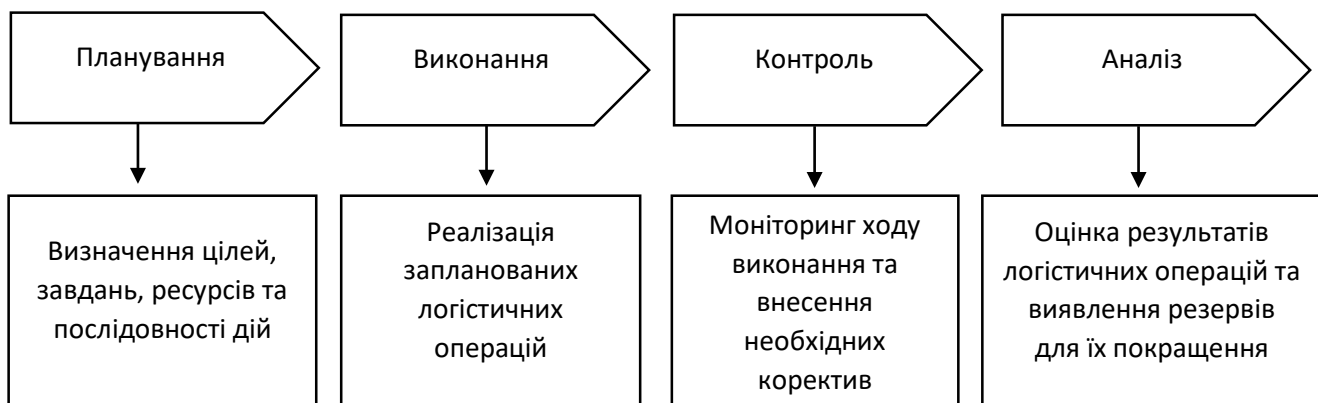 Планування
Виконання
Контроль
Аналіз
Визначення цілей,
завдань, ресурсів та
послідовності дій
Реалізація
запланованих
логістичних
операцій
Моніторинг ходу
виконання та
внесення
необхідних
коректив
Оцінка результатів
логістичних операцій та
виявлення резервів
для їх покращення